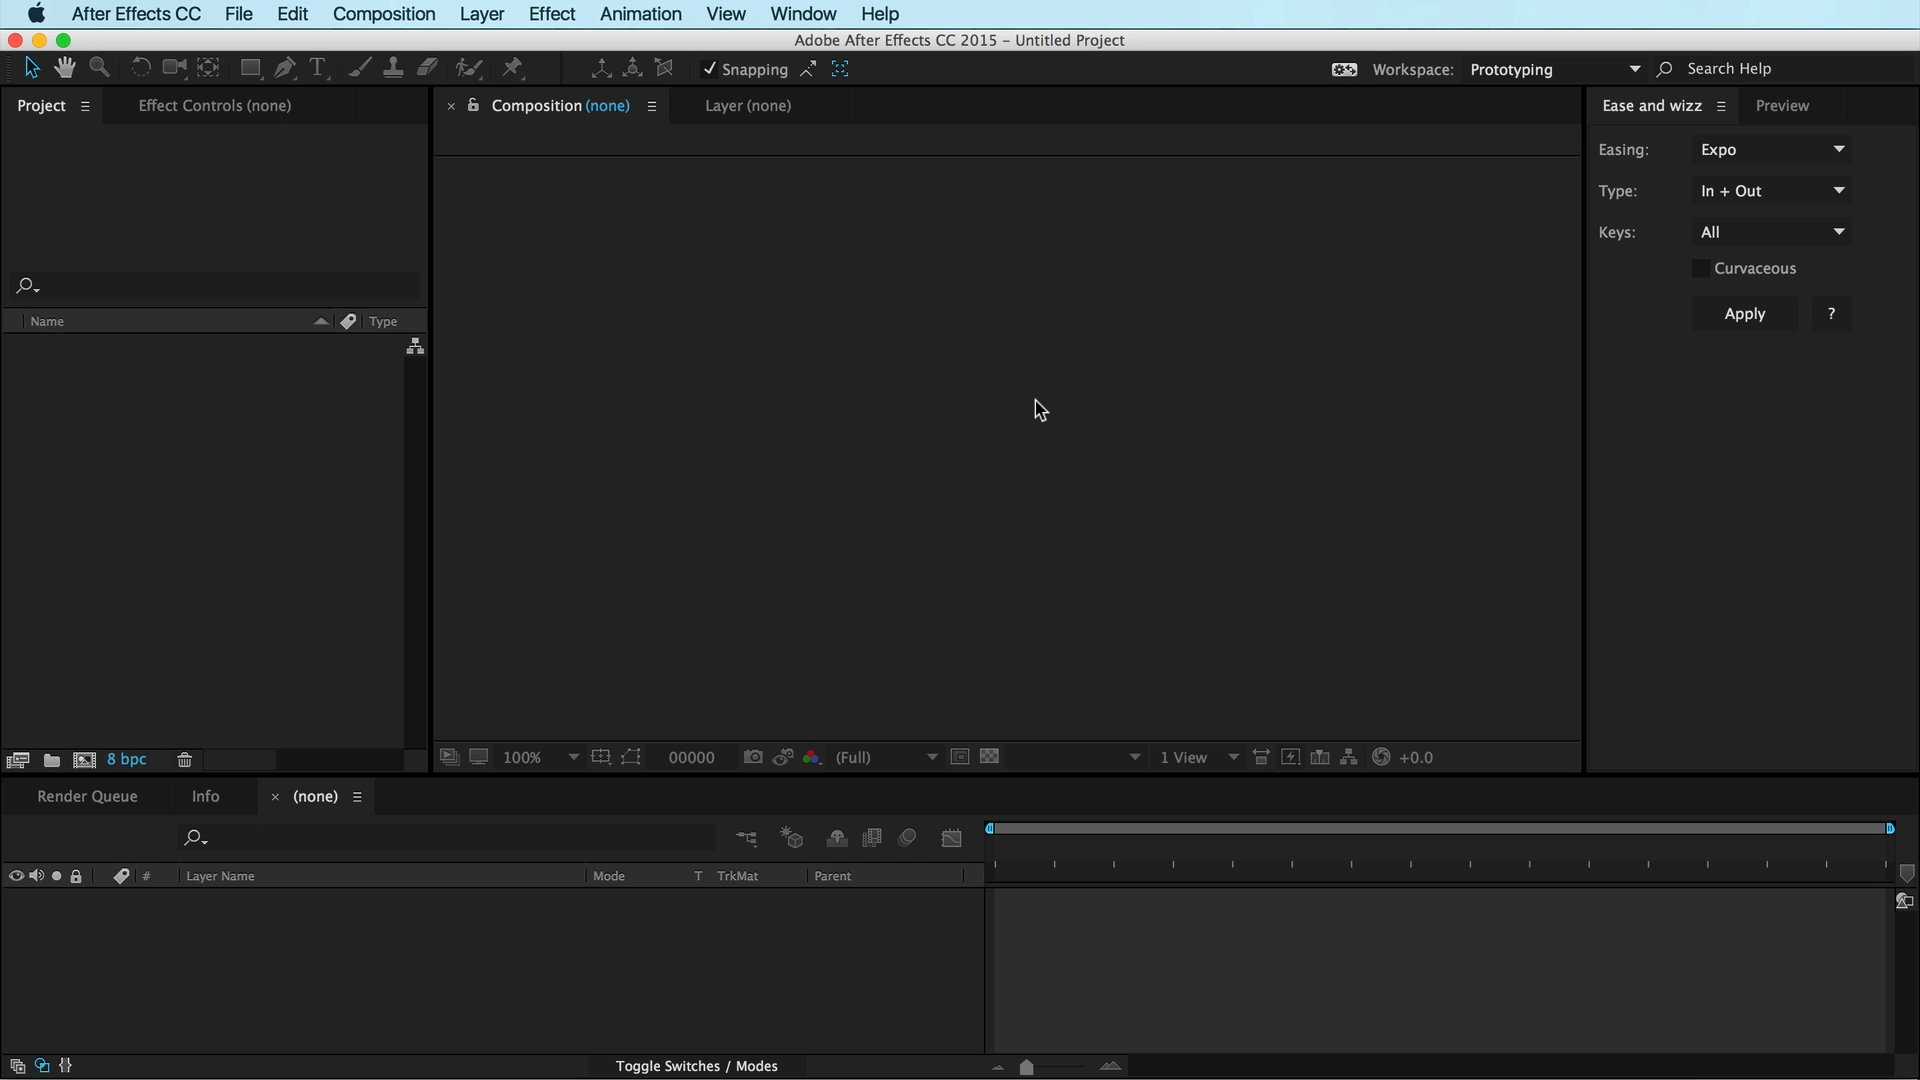 After Effects CC File Edit Composition Layer Effect Animation View Window Help
Adobe After Effects CC 2015 – Untitled Project
T Snapping Workspace: Prototyping Search Help
Project Effect Controls (none)
Composition (none) Layer (none)
Ease and wizz Preview
Easing: Expo
Type: In + Out
Keys: All
Curvaceous
Apply ?
Name Type
8 bpc
100% 00000 (Full) 1 View +0.0
Render Queue Info (none)
# Layer Name Mode T TrkMat Parent
Toggle Switches / Modes